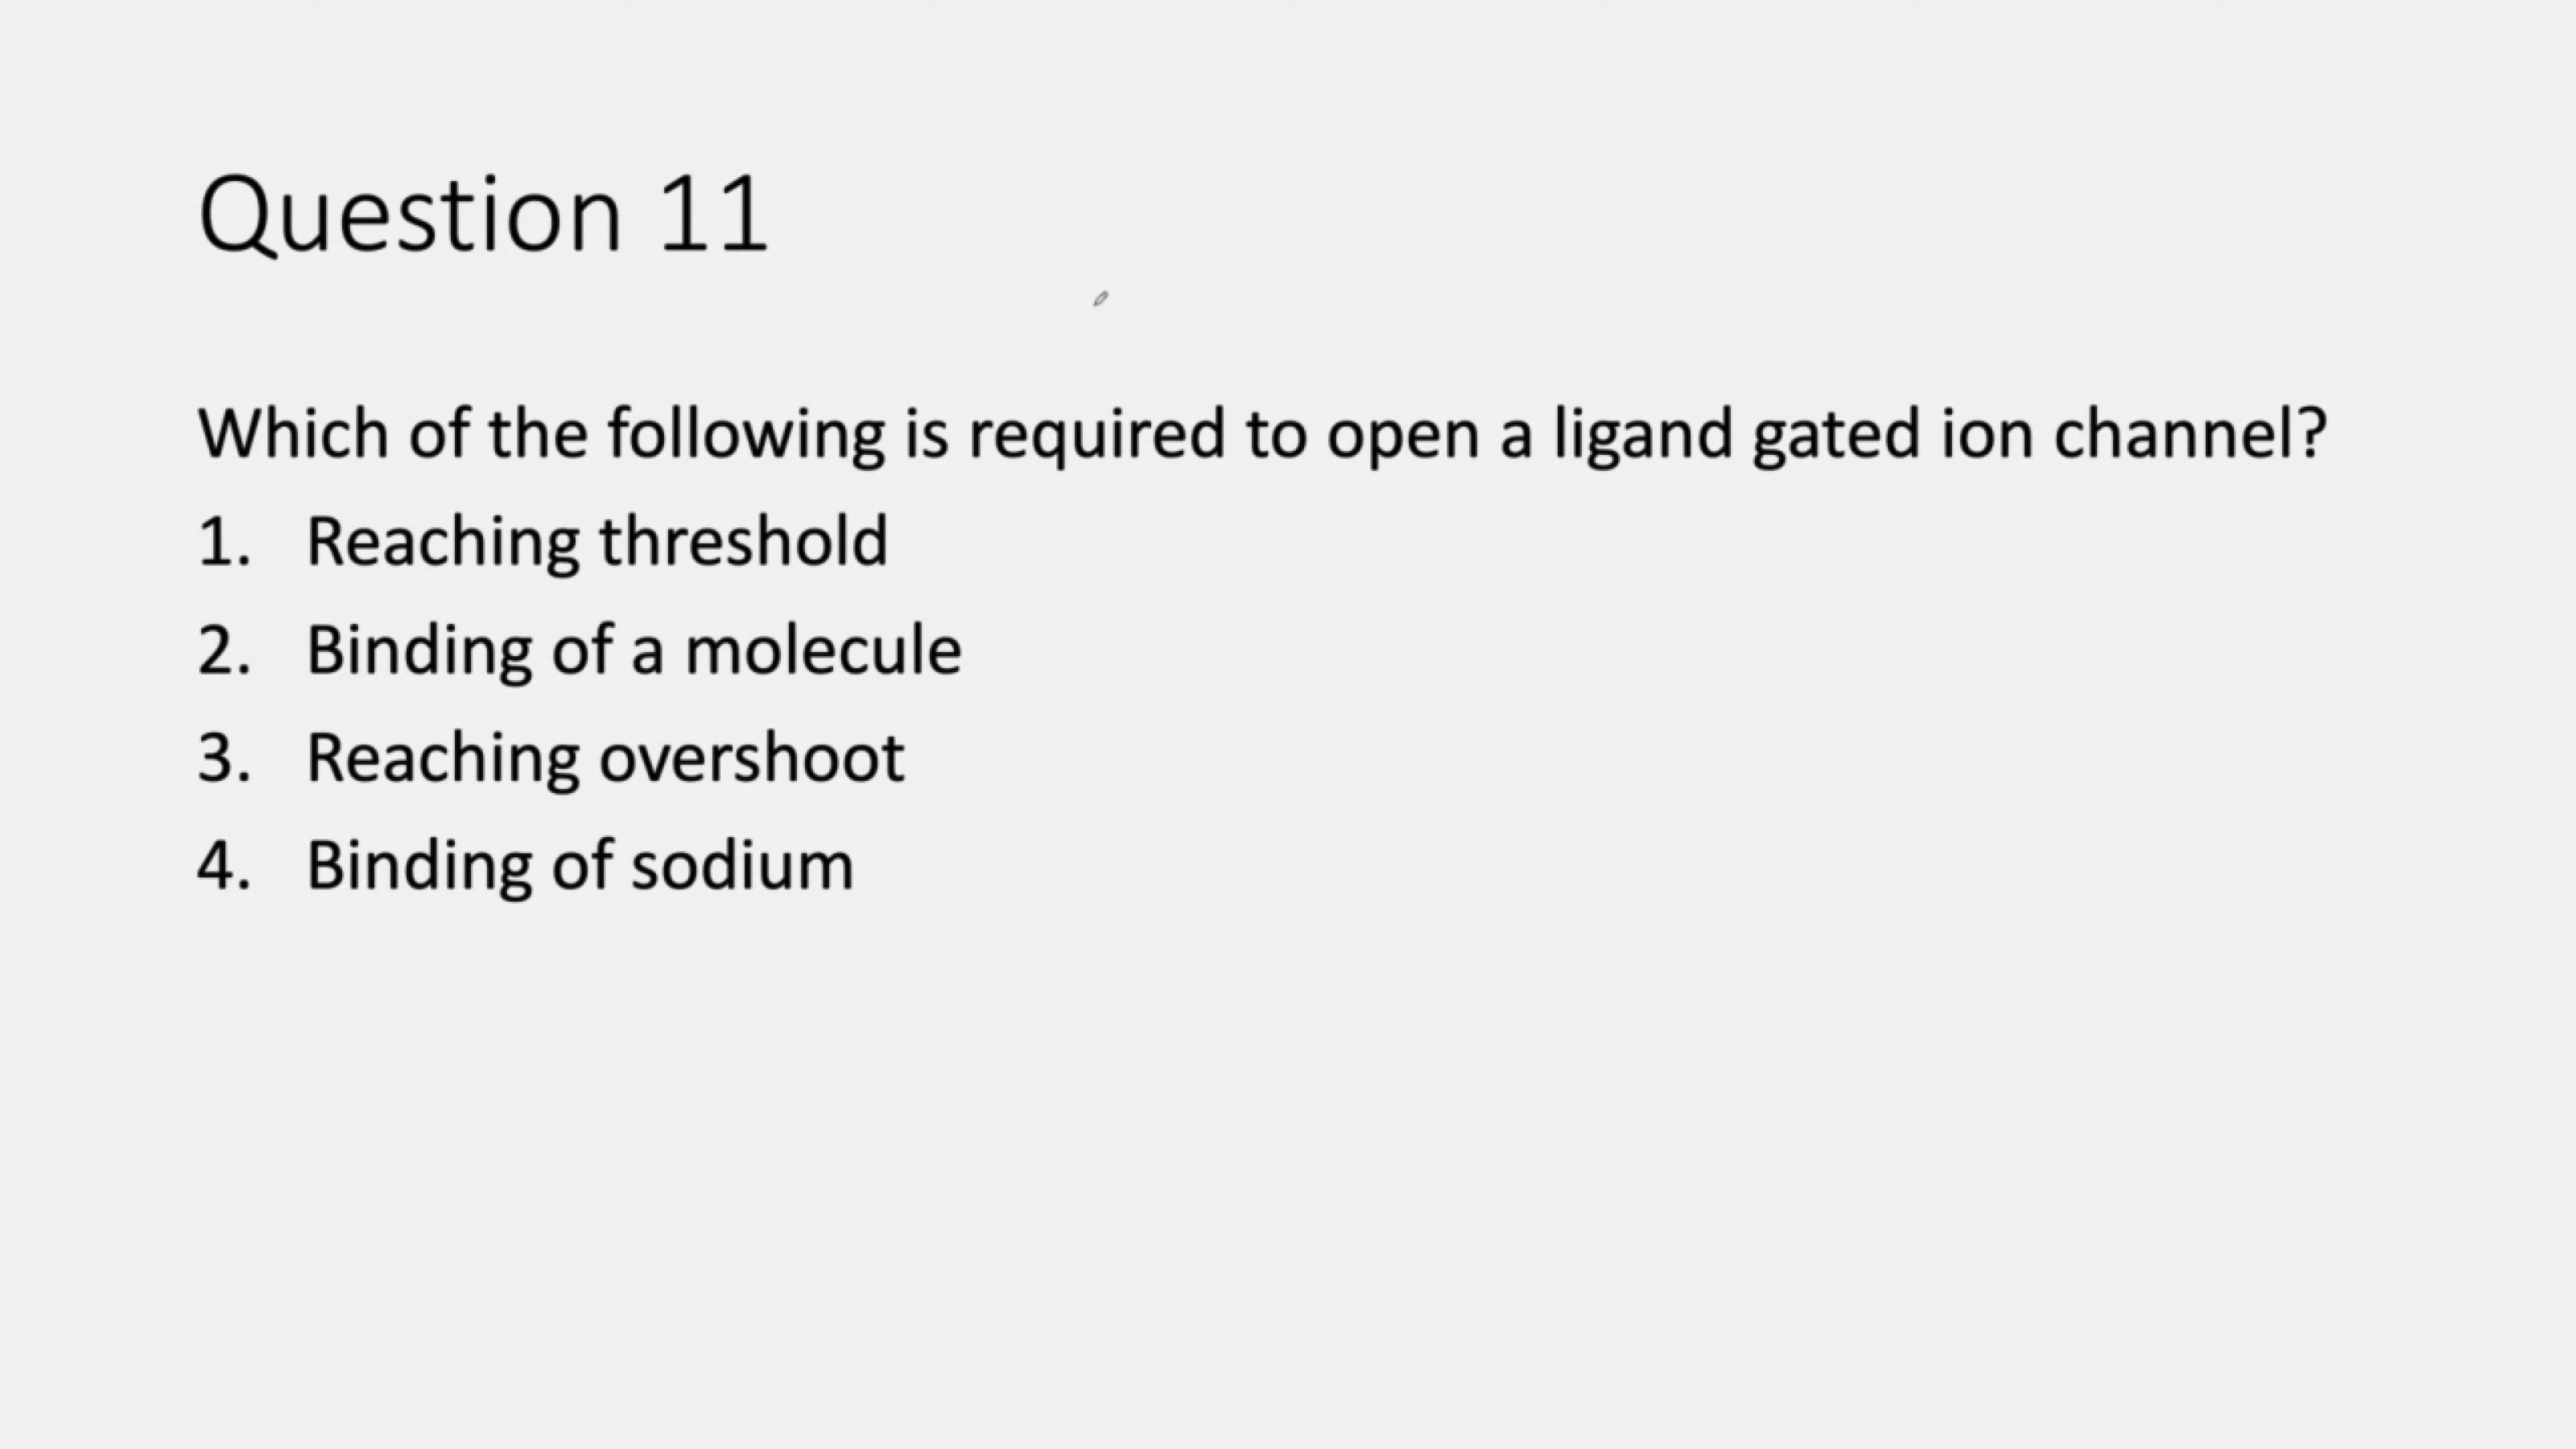 Question 11
Which of the following is required to open a ligand gated ion channel?
1. Reaching threshold
2. Binding of a molecule
3. Reaching overshoot
4. Binding of sodium